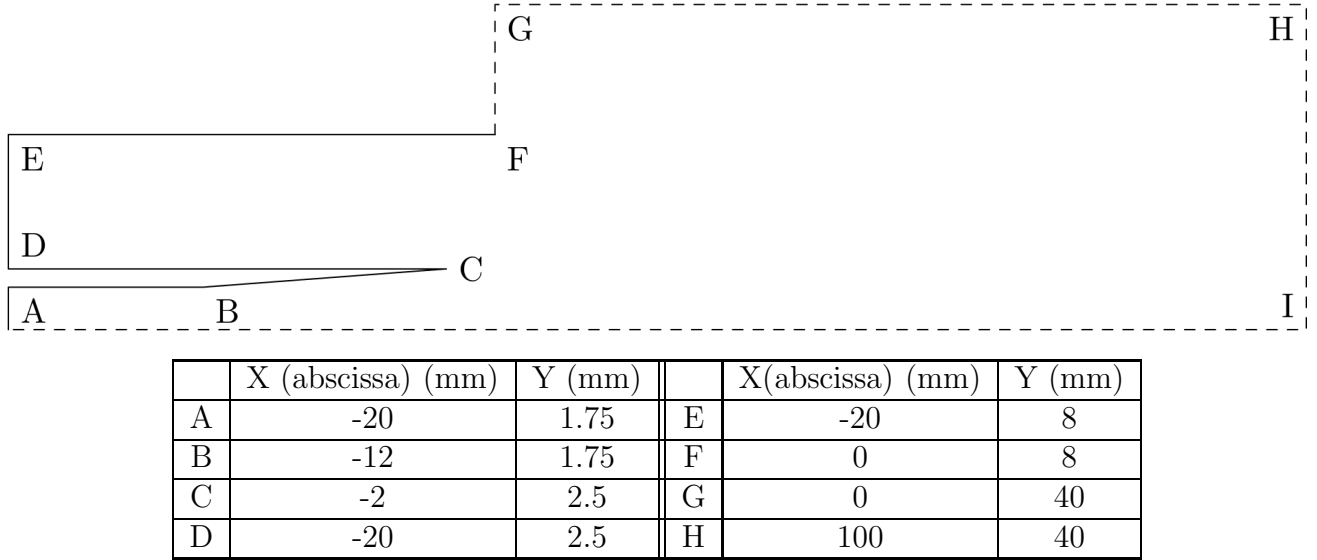 G H
E F
D
C
A B I
X (abscissa) (mm) Y (mm) X(abscissa) (mm) Y (mm)
A -20 1.75 E -20 8
B -12 1.75 F 0 8
C -2 2.5 G 0 40
D -20 2.5 H 100 40